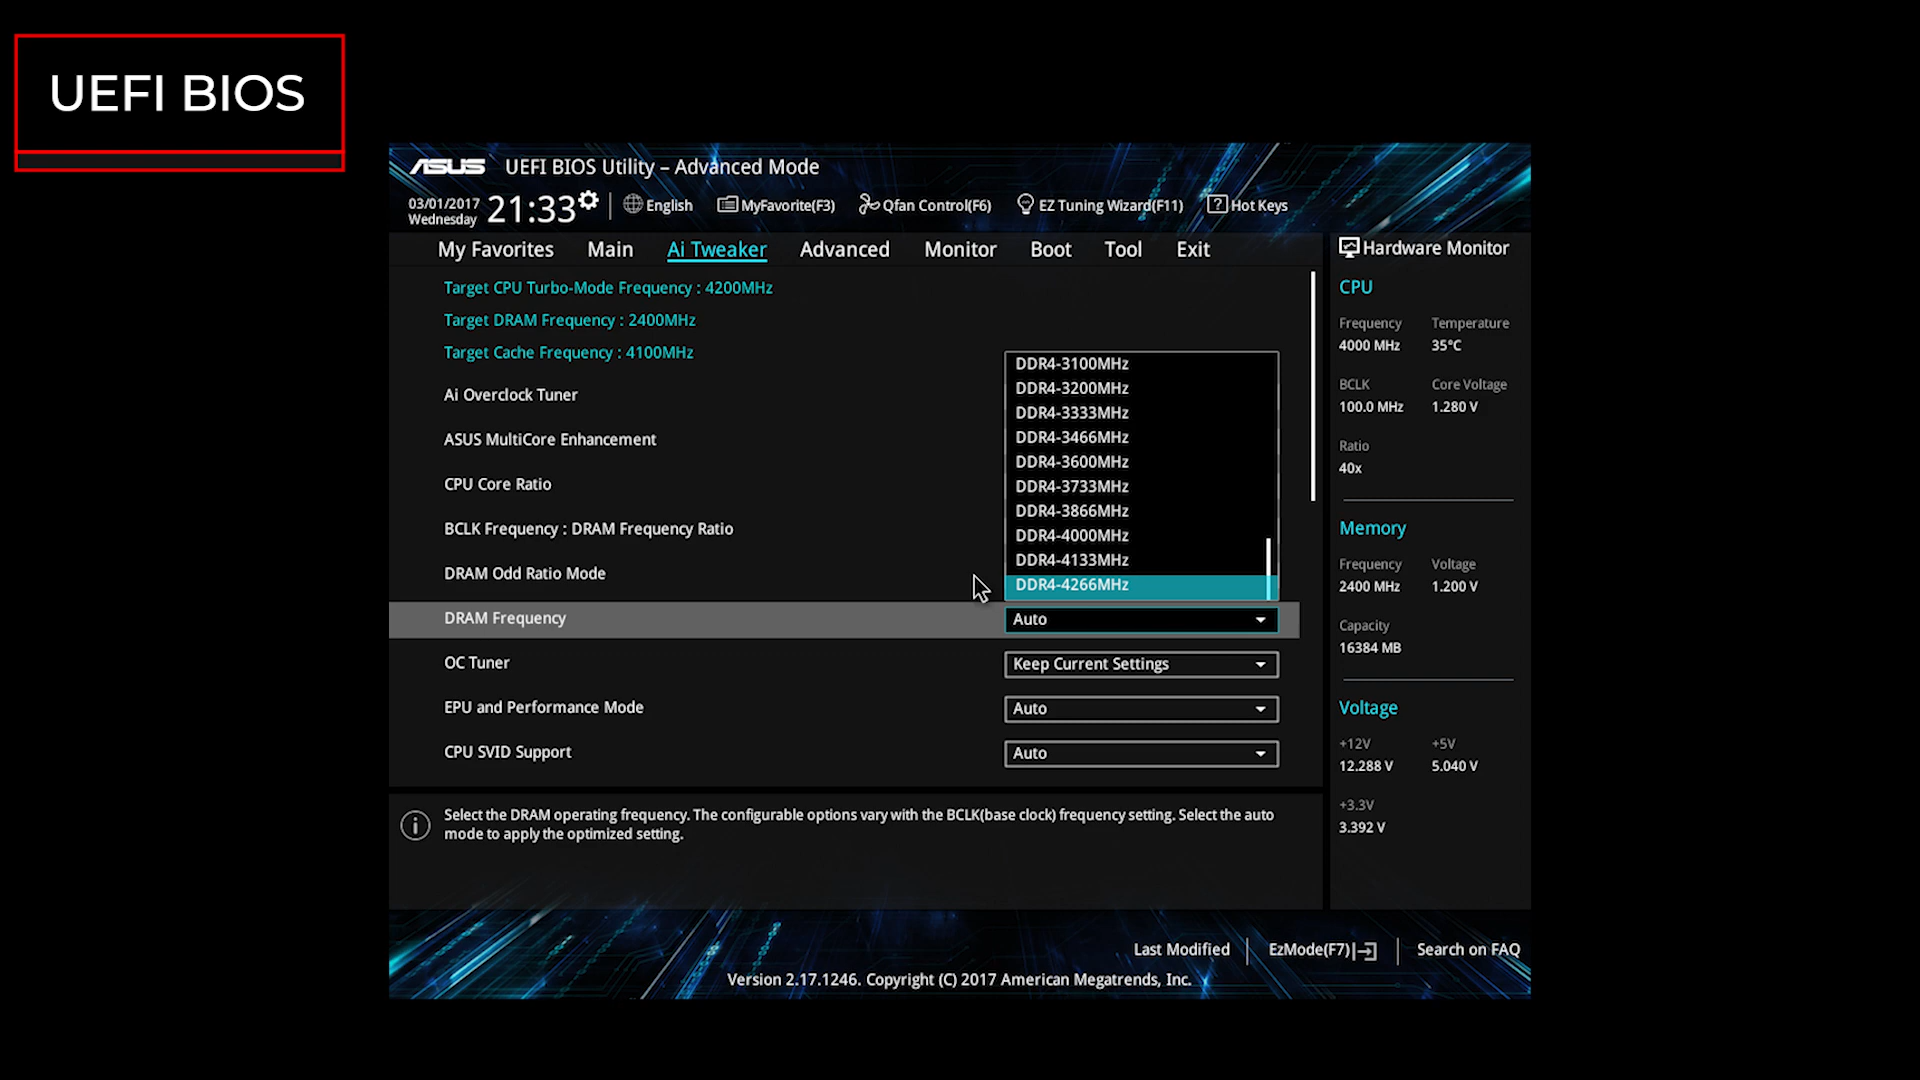 UEFI BIOS
ASUS UEFI BIOS Utility – Advanced Mode
03/01/2017
Wednesday
21:33
English
MyFavorite(F3)
Qfan Control(F6)
EZ Tuning Wizard(F11)
? Hot Keys
My Favorites Main Ai Tweaker Advanced Monitor Boot Tool Exit
Target CPU Turbo-Mode Frequency : 4200MHz
Target DRAM Frequency : 2400MHz
Target Cache Frequency : 4100MHz
Ai Overclock Tuner
ASUS MultiCore Enhancement
CPU Core Ratio
BCLK Frequency : DRAM Frequency Ratio
DRAM Odd Ratio Mode
DDR4-3100MHz
DDR4-3200MHz
DDR4-3333MHz
DDR4-3466MHz
DDR4-3600MHz
DDR4-3733MHz
DDR4-3866MHz
DDR4-4000MHz
DDR4-4133MHz
DDR4-4266MHz
DRAM Frequency Auto
OC Tuner Keep Current Settings
EPU and Performance Mode Auto
CPU SVID Support Auto
Select the DRAM operating frequency. The configurable options vary with the BCLK(base clock) frequency setting. Select the auto
mode to apply the optimized setting.
Hardware Monitor
CPU
Frequency Temperature
4000 MHz 35°C
BCLK Core Voltage
100.0 MHz 1.280 V
Ratio
40x
Memory
Frequency Voltage
2400 MHz 1.200 V
Capacity
16384 MB
Voltage
+12V +5V
12.288 V 5.040 V
+3.3V
3.392 V
Last Modified EzMode(F7) Search on FAQ
Version 2.17.1246. Copyright (C) 2017 American Megatrends, Inc.